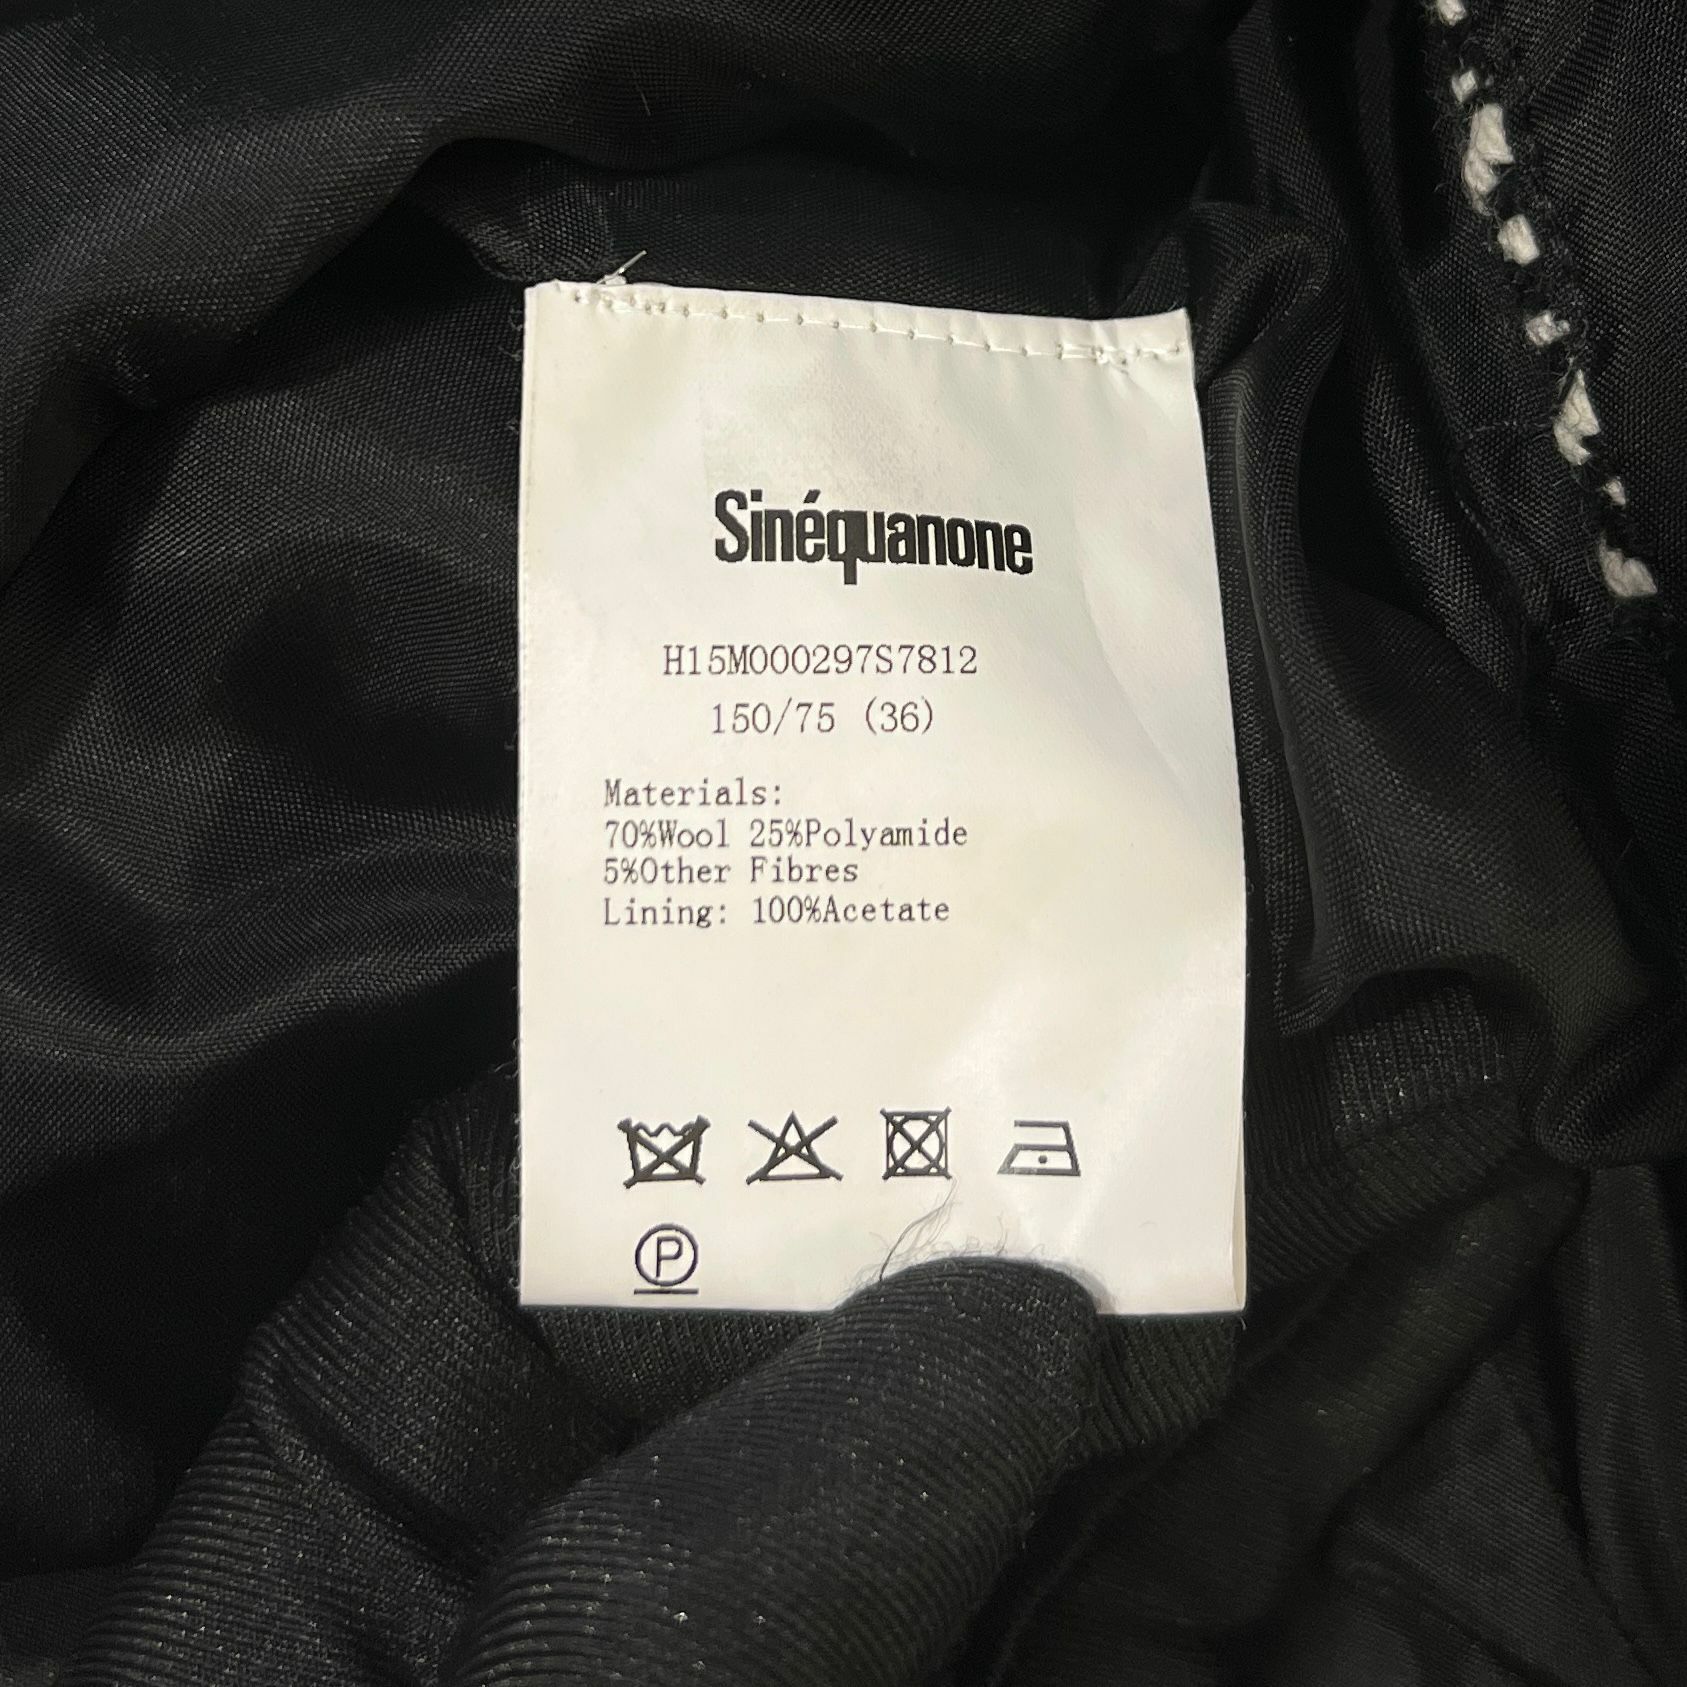 Sinéquanone
H15M000297S7812
150/75 (36)
Materials:
70%Wool 25%Polyamide
5%Other Fibres
Lining: 100%Acetate
P